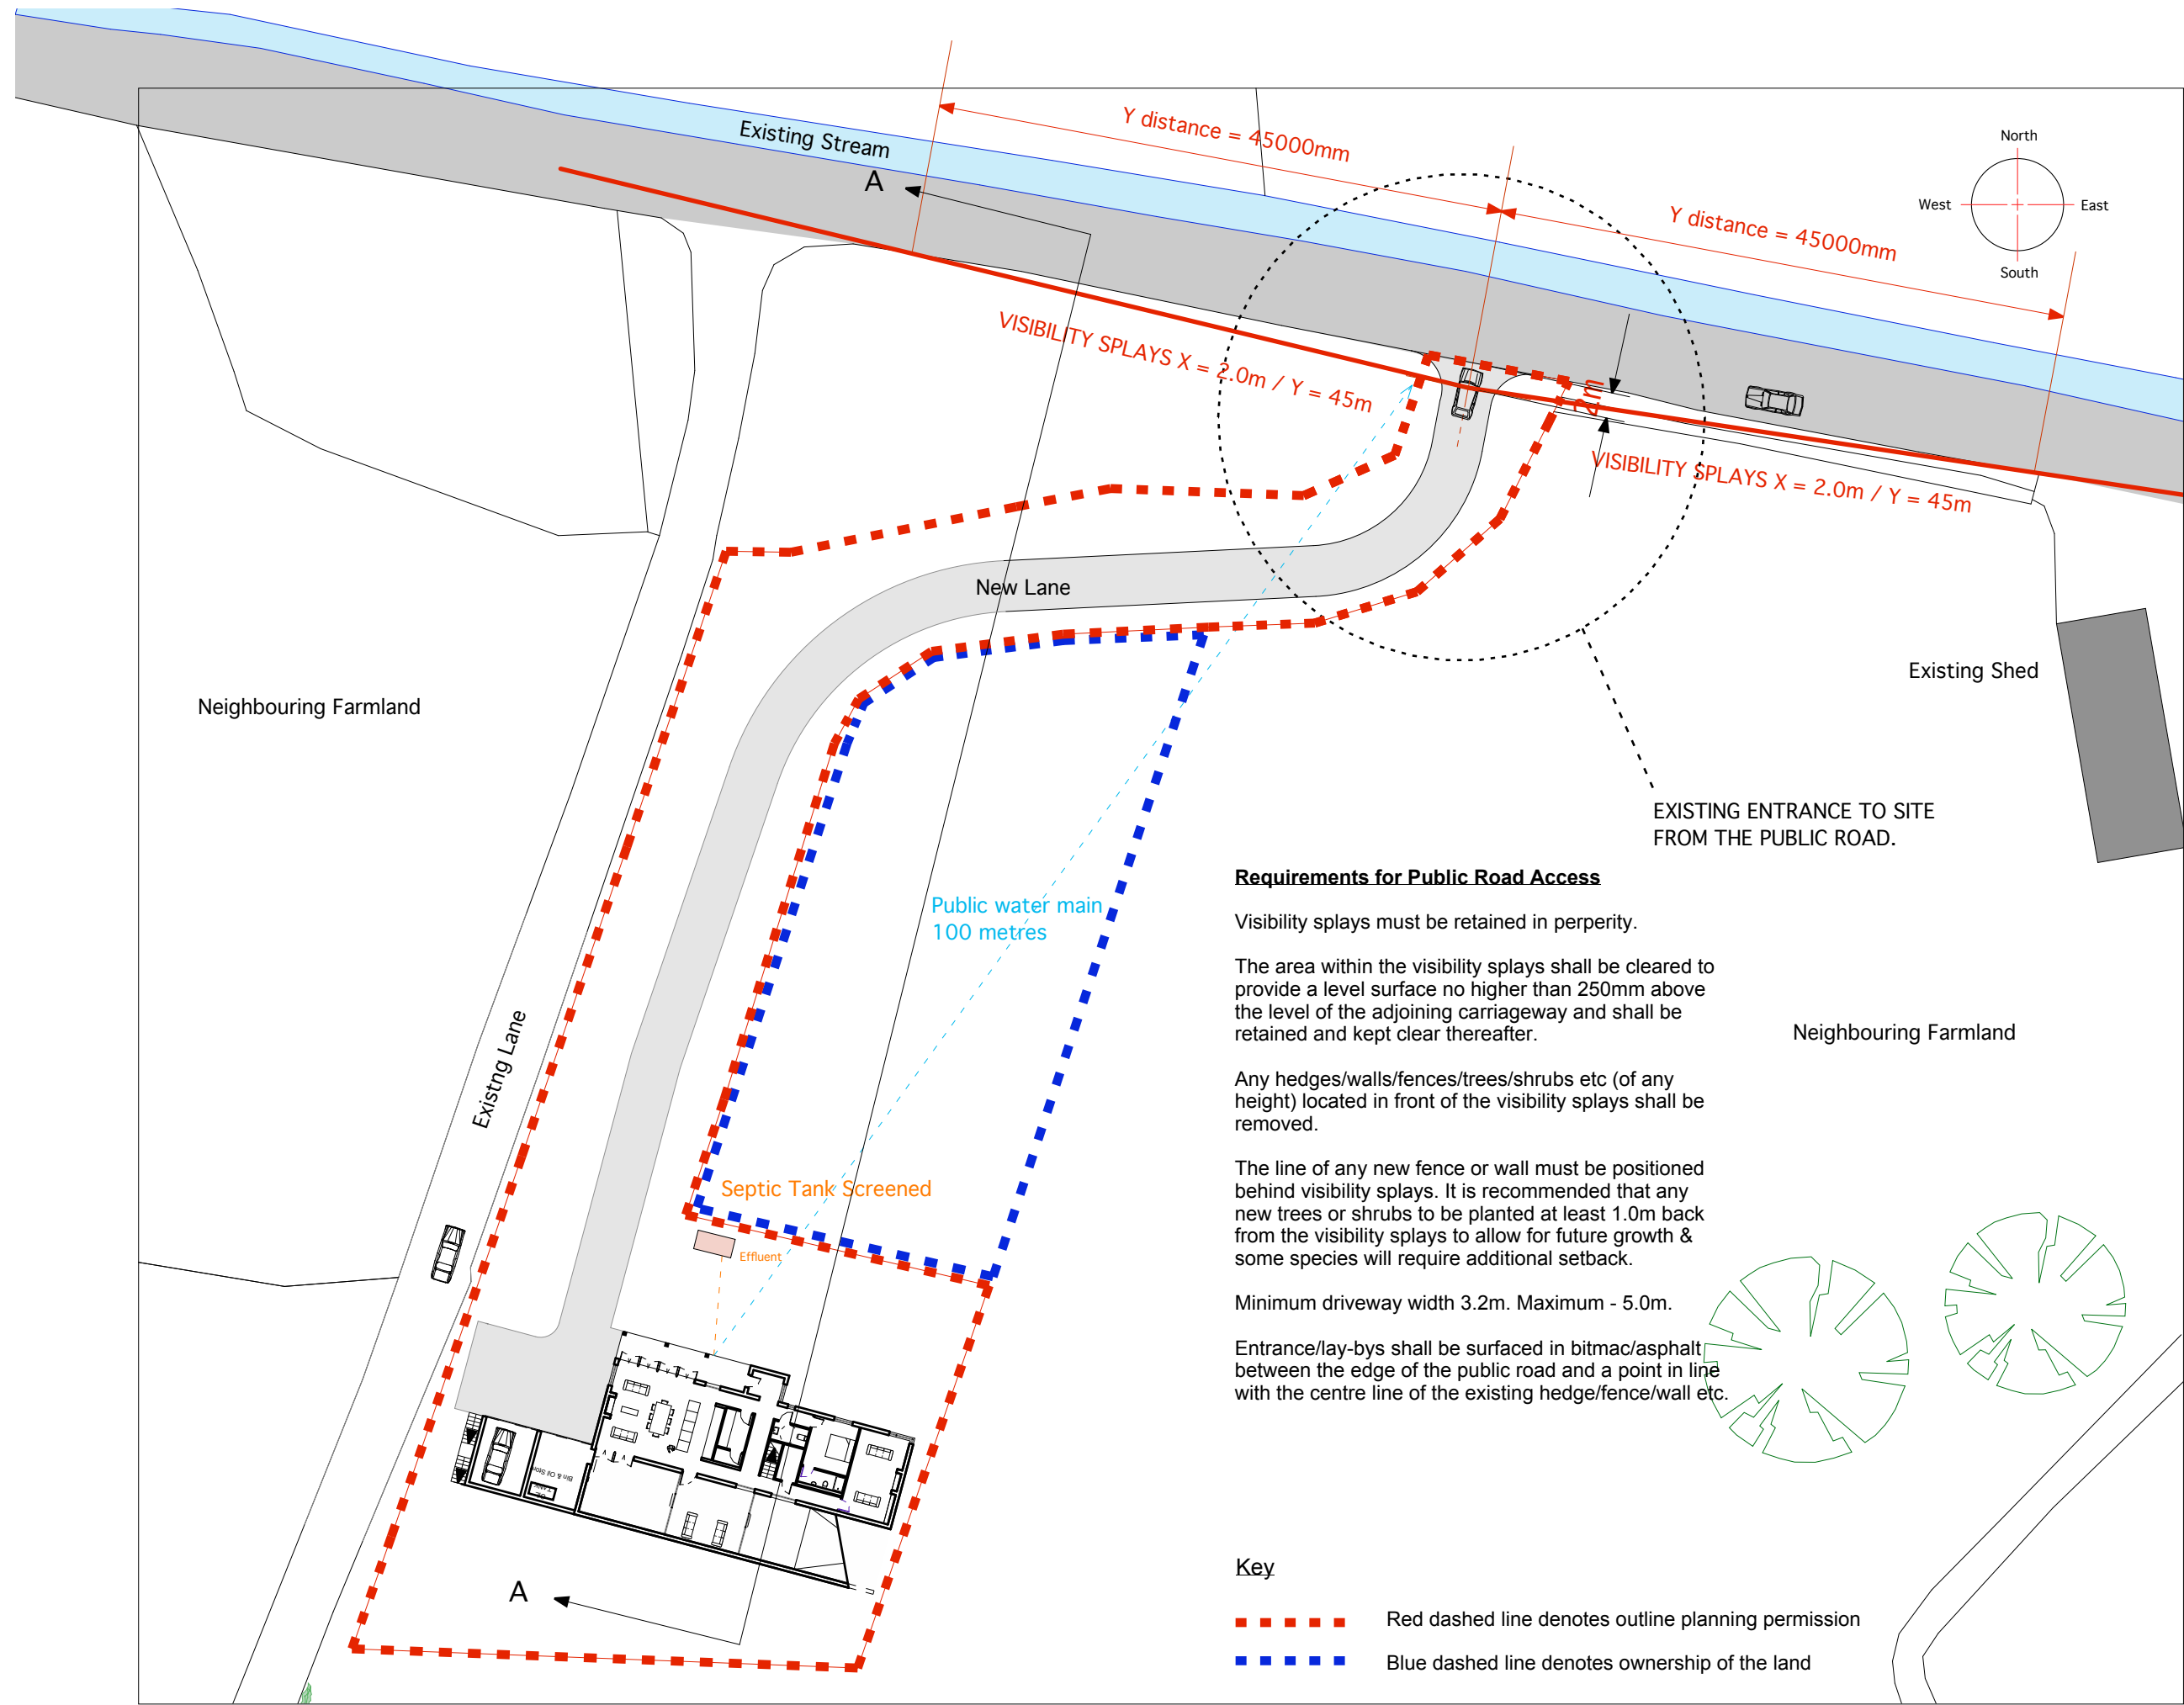 Existing Stream
A
Y distance = 45000mm
Y distance = 45000mm
North
West
East
South
VISIBILITY SPLAYS X = 2.0m / Y = 45m
2m
VISIBILITY SPLAYS X = 2.0m / Y = 45m
New Lane
Neighbouring Farmland
Existing Shed
EXISTING ENTRANCE TO SITE
FROM THE PUBLIC ROAD.
Public water main
100 metres
Requirements for Public Road Access
Visibility splays must be retained in perperity.
The area within the visibility splays shall be cleared to
provide a level surface no higher than 250mm above
the level of the adjoining carriageway and shall be
retained and kept clear thereafter.
Any hedges/walls/fences/trees/shrubs etc (of any
height) located in front of the visibility splays shall be
removed.
The line of any new fence or wall must be positioned
behind visibility splays. It is recommended that any
new trees or shrubs to be planted at least 1.0m back
from the visibility splays to allow for future growth &
some species will require additional setback.
Minimum driveway width 3.2m. Maximum - 5.0m.
Entrance/lay-bys shall be surfaced in bitmac/asphalt
between the edge of the public road and a point in line
with the centre line of the existing hedge/fence/wall etc.
Neighbouring Farmland
Existng Lane
Septic Tank Screened
Effluent
Bin & Oil Store
OIL
TANK
A
Key
Red dashed line denotes outline planning permission
Blue dashed line denotes ownership of the land